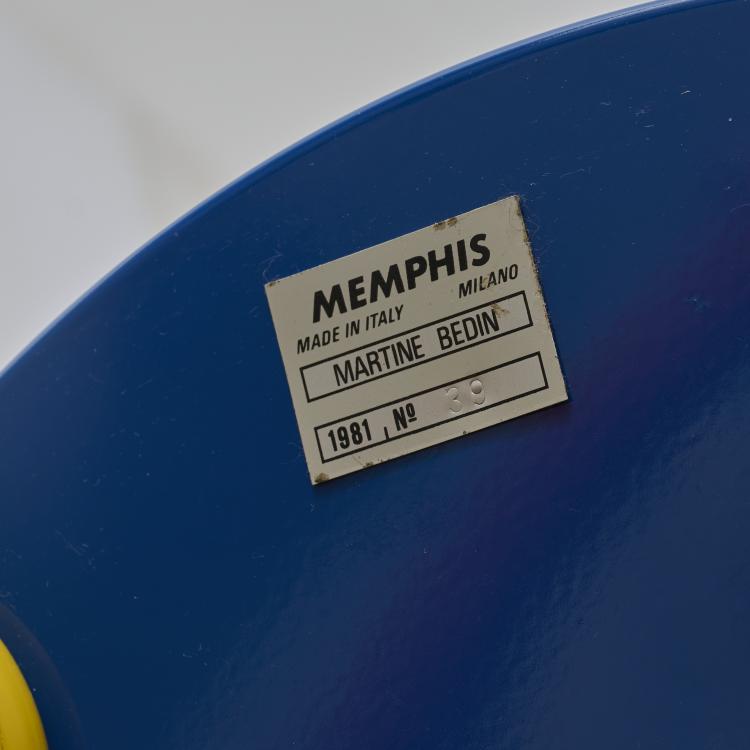 MEMPHIS
MILANO
MADE IN ITALY
MARTINE BEDIN
1981 Nº 39